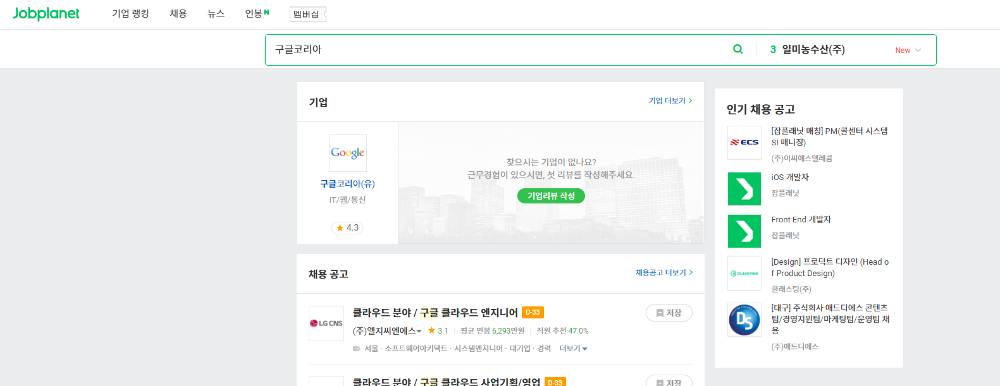 Jobplanet
기업 랭킹
채용
뉴스
연봉 N
멤버십
구글코리아
3 일미농수산(주)
New
기업
기업 더보기
Google
구글코리아(유)
IT/웹/통신
★ 4.3
찾으시는 기업이 없나요?
근무경험이 있으시면, 첫 리뷰를 작성해주세요.
기업리뷰 작성
채용 공고
채용공고 더보기
LG CNS
클라우드 분야 / 구글 클라우드 엔지니어 D-33
저장
(주)엘지씨엔에스 ★ 3.1 | 평균 연봉 6,293만원 | 직원 추천 47.0%
서울 · 소프트웨어아키텍트 · 시스템엔지니어 · 대기업 · 경력 더보기
클라우드 분야 / 구글 클라우드 사업기획/영업 D-33
저장
인기 채용 공고
ECS
[잡플래닛 매칭] PM(콜센터 시스템
SI 매니징)
(주)이씨에스텔레콤
iOS 개발자
잡플래닛
Front End 개발자
잡플래닛
CLASSTING
[Design] 프로덕트 디자인 (Head o
f Product Design)
클래스팅(주)
DS
[대구] 주식회사 애드디에스 콘텐츠
팀/경영지원팀/마케팅팀/운영팀 채
용
(주)애드디에스